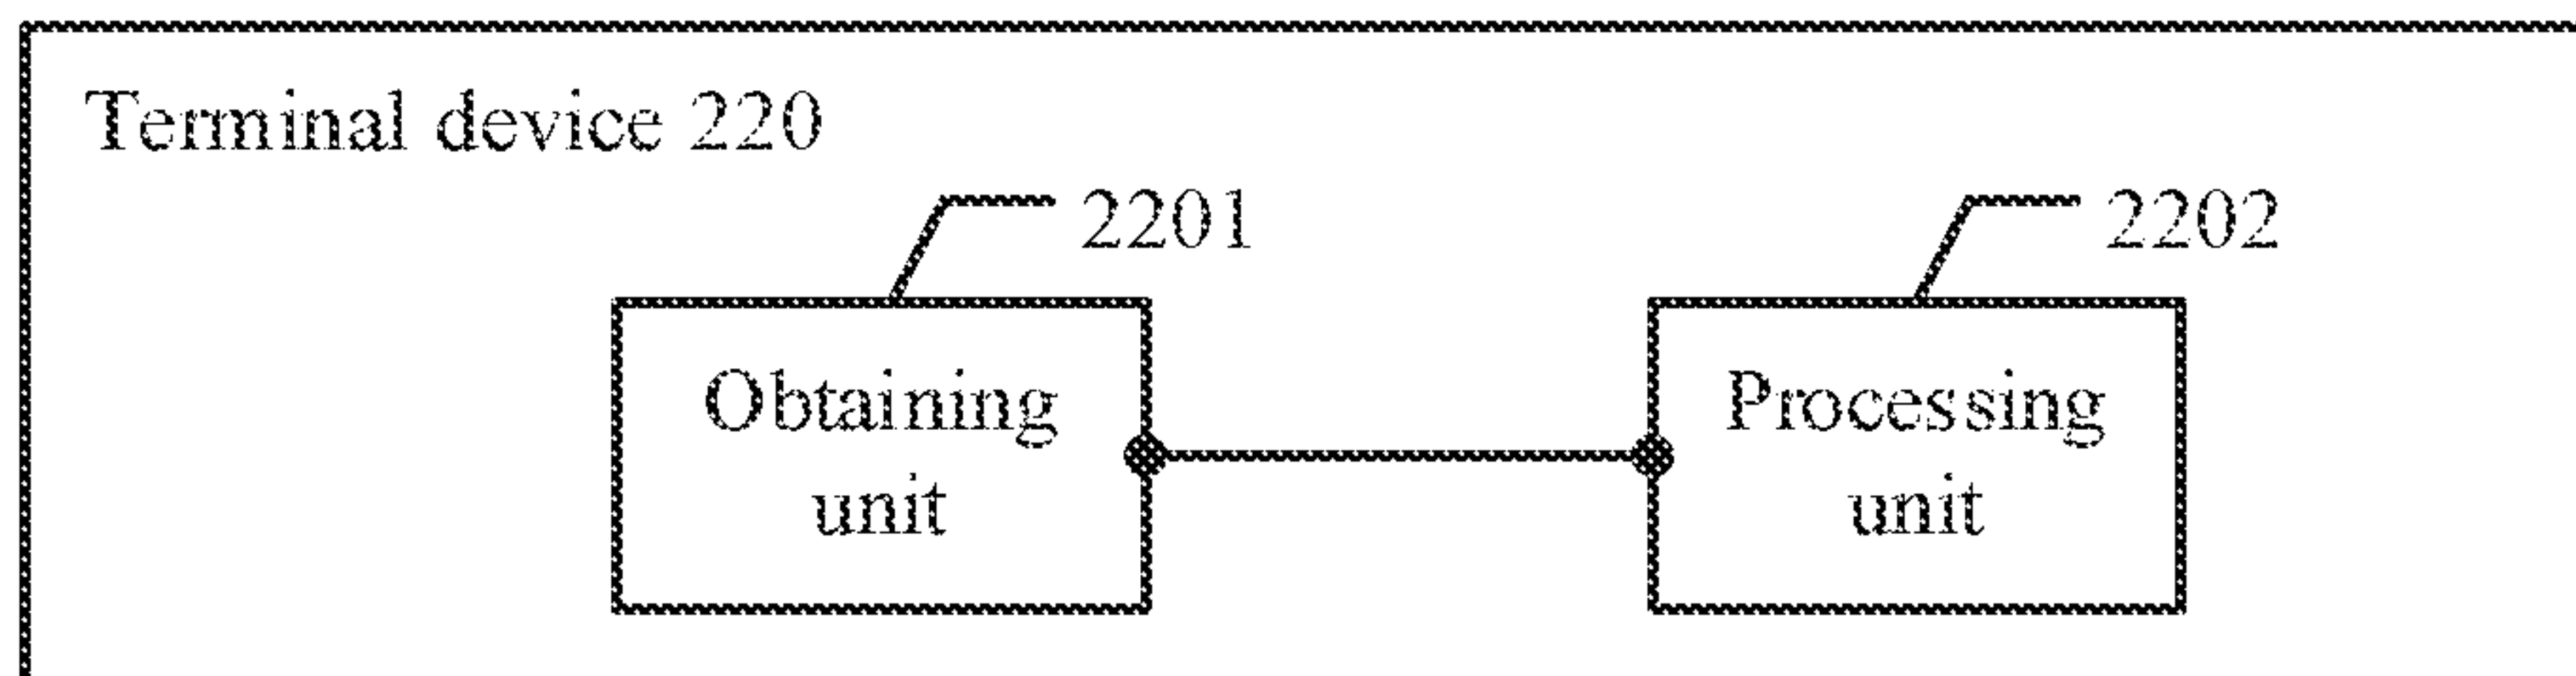 Terminal device 220
2201
2202
Obtaining
unit
Processing
unit